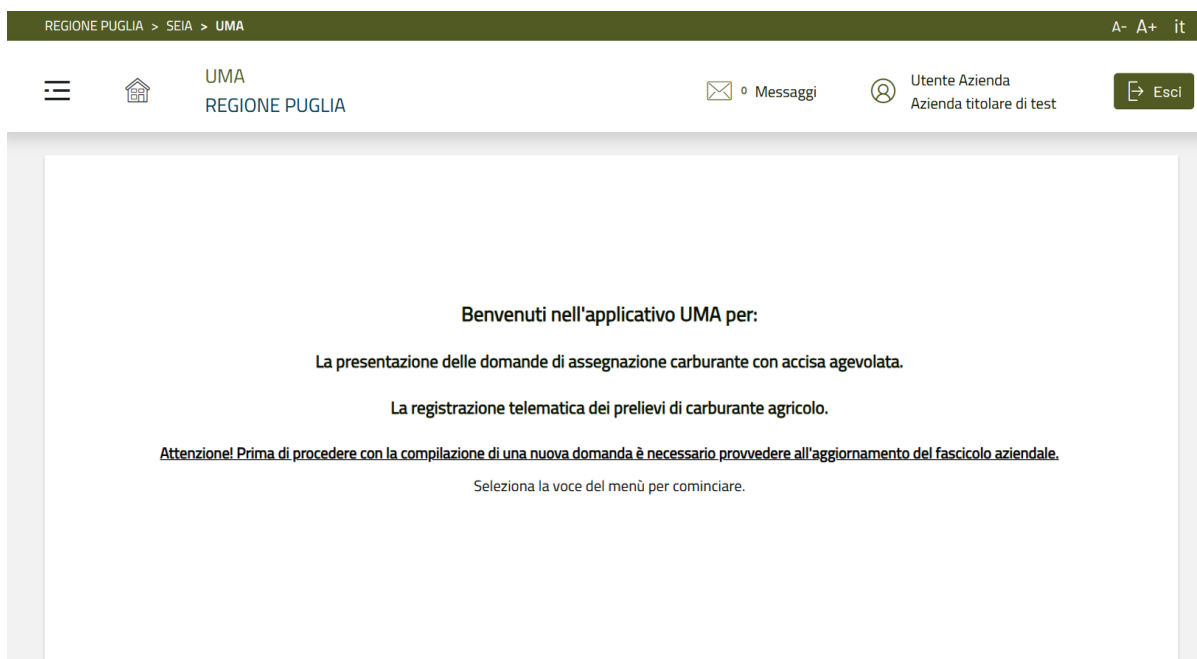 REGIONE PUGLIA > SEIA > UMA
A- A+ it
UMA
REGIONE PUGLIA
0 Messaggi
Utente Azienda
Azienda titolare di test
Esci
Benvenuti nell'applicativo UMA per:
La presentazione delle domande di assegnazione carburante con accisa agevolata.
La registrazione telematica dei prelievi di carburante agricolo.
Attenzione! Prima di procedere con la compilazione di una nuova domanda è necessario provvedere all'aggiornamento del fascicolo aziendale.
Seleziona la voce del menù per cominciare.